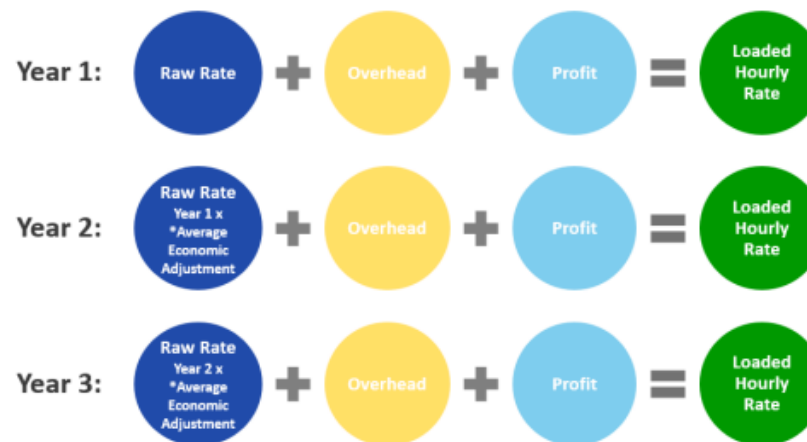 Year 1:
Raw Rate
+
Overhead
+
Profit
=
Loaded
Hourly
Rate
Year 2:
Raw Rate
Year 1 x
*Average
Economic
Adjustment
+
Overhead
+
Profit
=
Loaded
Hourly
Rate
Year 3:
Raw Rate
Year 2 x
*Average
Economic
Adjustment
+
Overhead
+
Profit
=
Loaded
Hourly
Rate